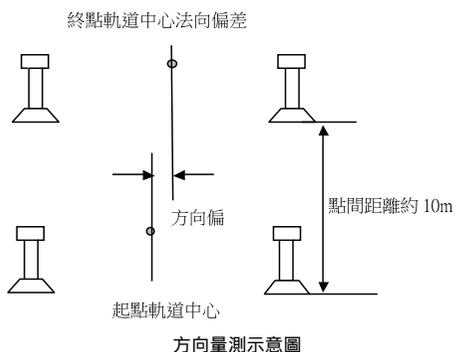 終點軌道中心法向偏差
點間距離約 10m
方向偏
起點軌道中心
方向量測示意圖